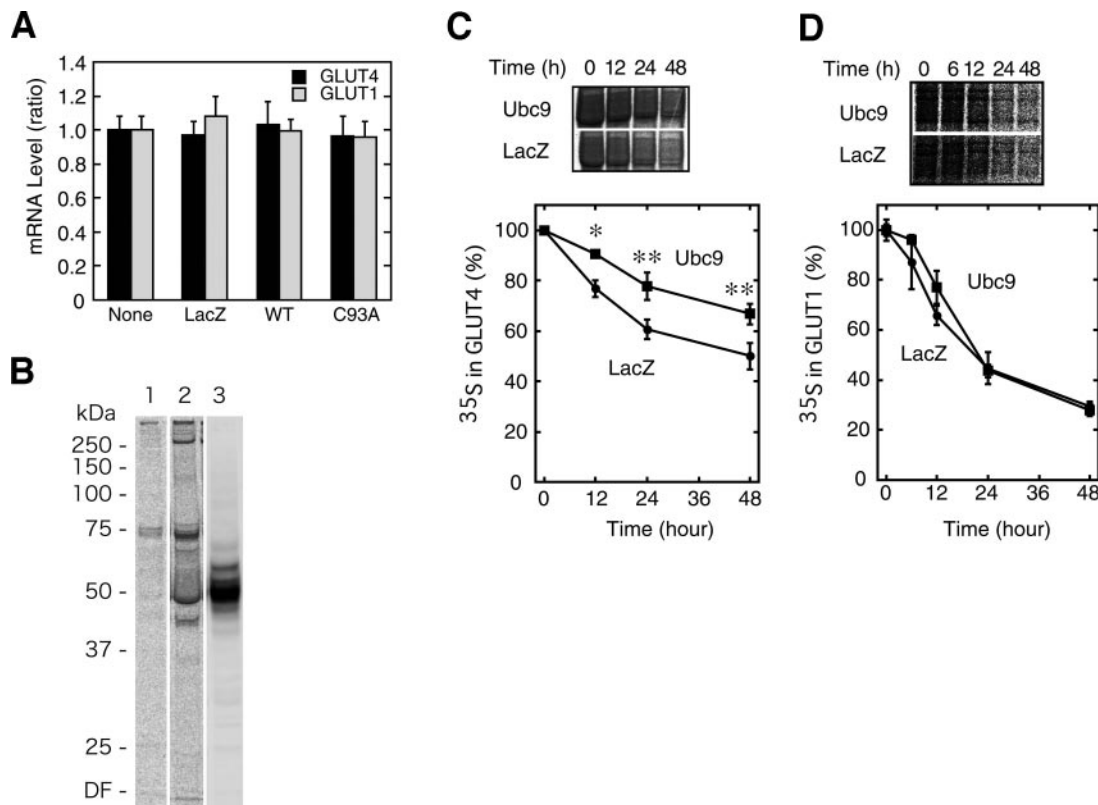 A
mRNA Level (ratio)
1.4
1.2
1.0
0.8
0.6
0.4
0.2
0
GLUT4
GLUT1
None LacZ WT C93A
B
kDa 1 2 3
250 -
150 -
100 -
75 -
50 -
37 -
25 -
DF -
C
Time (h) 0 12 24 48
Ubc9
LacZ
35S in GLUT4 (%)
100
80
60
40
20
0
* ** **
Ubc9
LacZ
0 12 24 36 48
Time (hour)
D
Time (h) 0 6 12 24 48
Ubc9
LacZ
35S in GLUT1 (%)
100
80
60
40
20
0
Ubc9
LacZ
0 12 24 36 48
Time (hour)